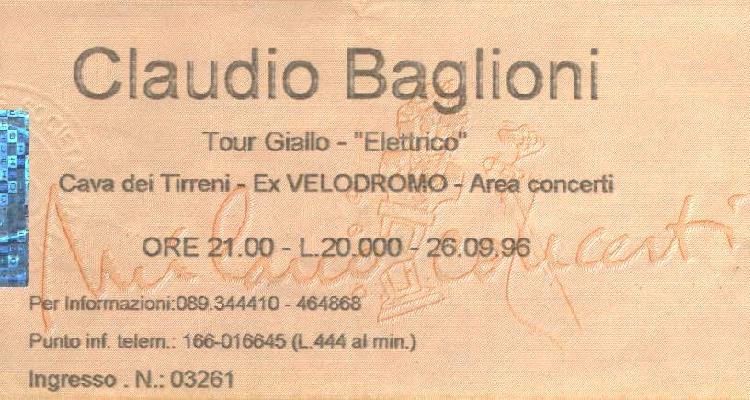 Claudio Baglioni
Tour Giallo - "Elettrico"
Cava dei Tirreni - Ex VELODROMO - Area concerti
ORE 21.00 - L.20.000 - 26.09.96
Per Informazioni:089.344410 - 464868
Punto inf. telem.: 166-016645 (L.444 al min.)
Ingresso . N.: 03261